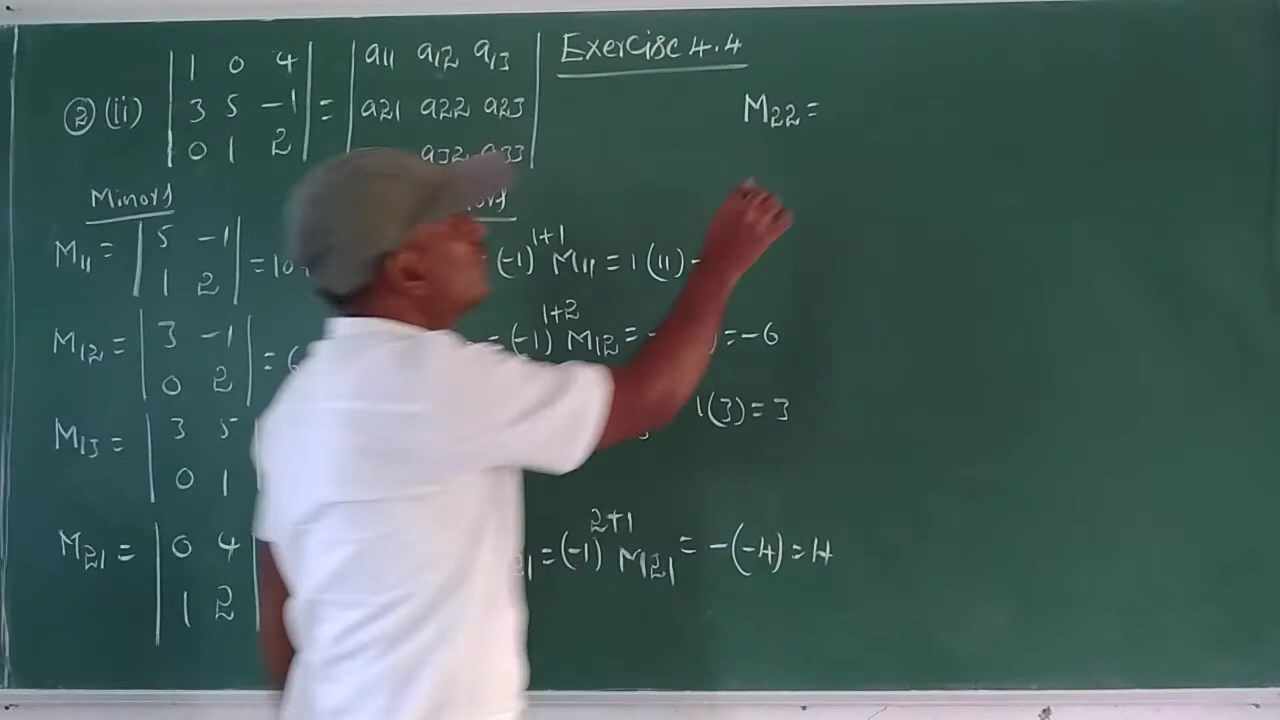 Exercise 4.4
② (ii) | 1 0 4 | = | a11 a12 a13 |
| 3 5 -1 | | a21 a22 a23 |
| 0 1 2 | | a32 a33 |
Minors
M11 = | 5 -1 | = 10
| 1 2 |
(-1)^1+1 M11 = 1(11)
M12 = | 3 -1 | = 6
| 0 2 |
= (-1)^1+2 M12 = - ) = -6
M13 = | 3 5
| 0 1
1(3) = 3
M21 = | 0 4 |
| 1 2 |
21 = (-1)^2+1 M21 = -(-4) = 4
M22 =